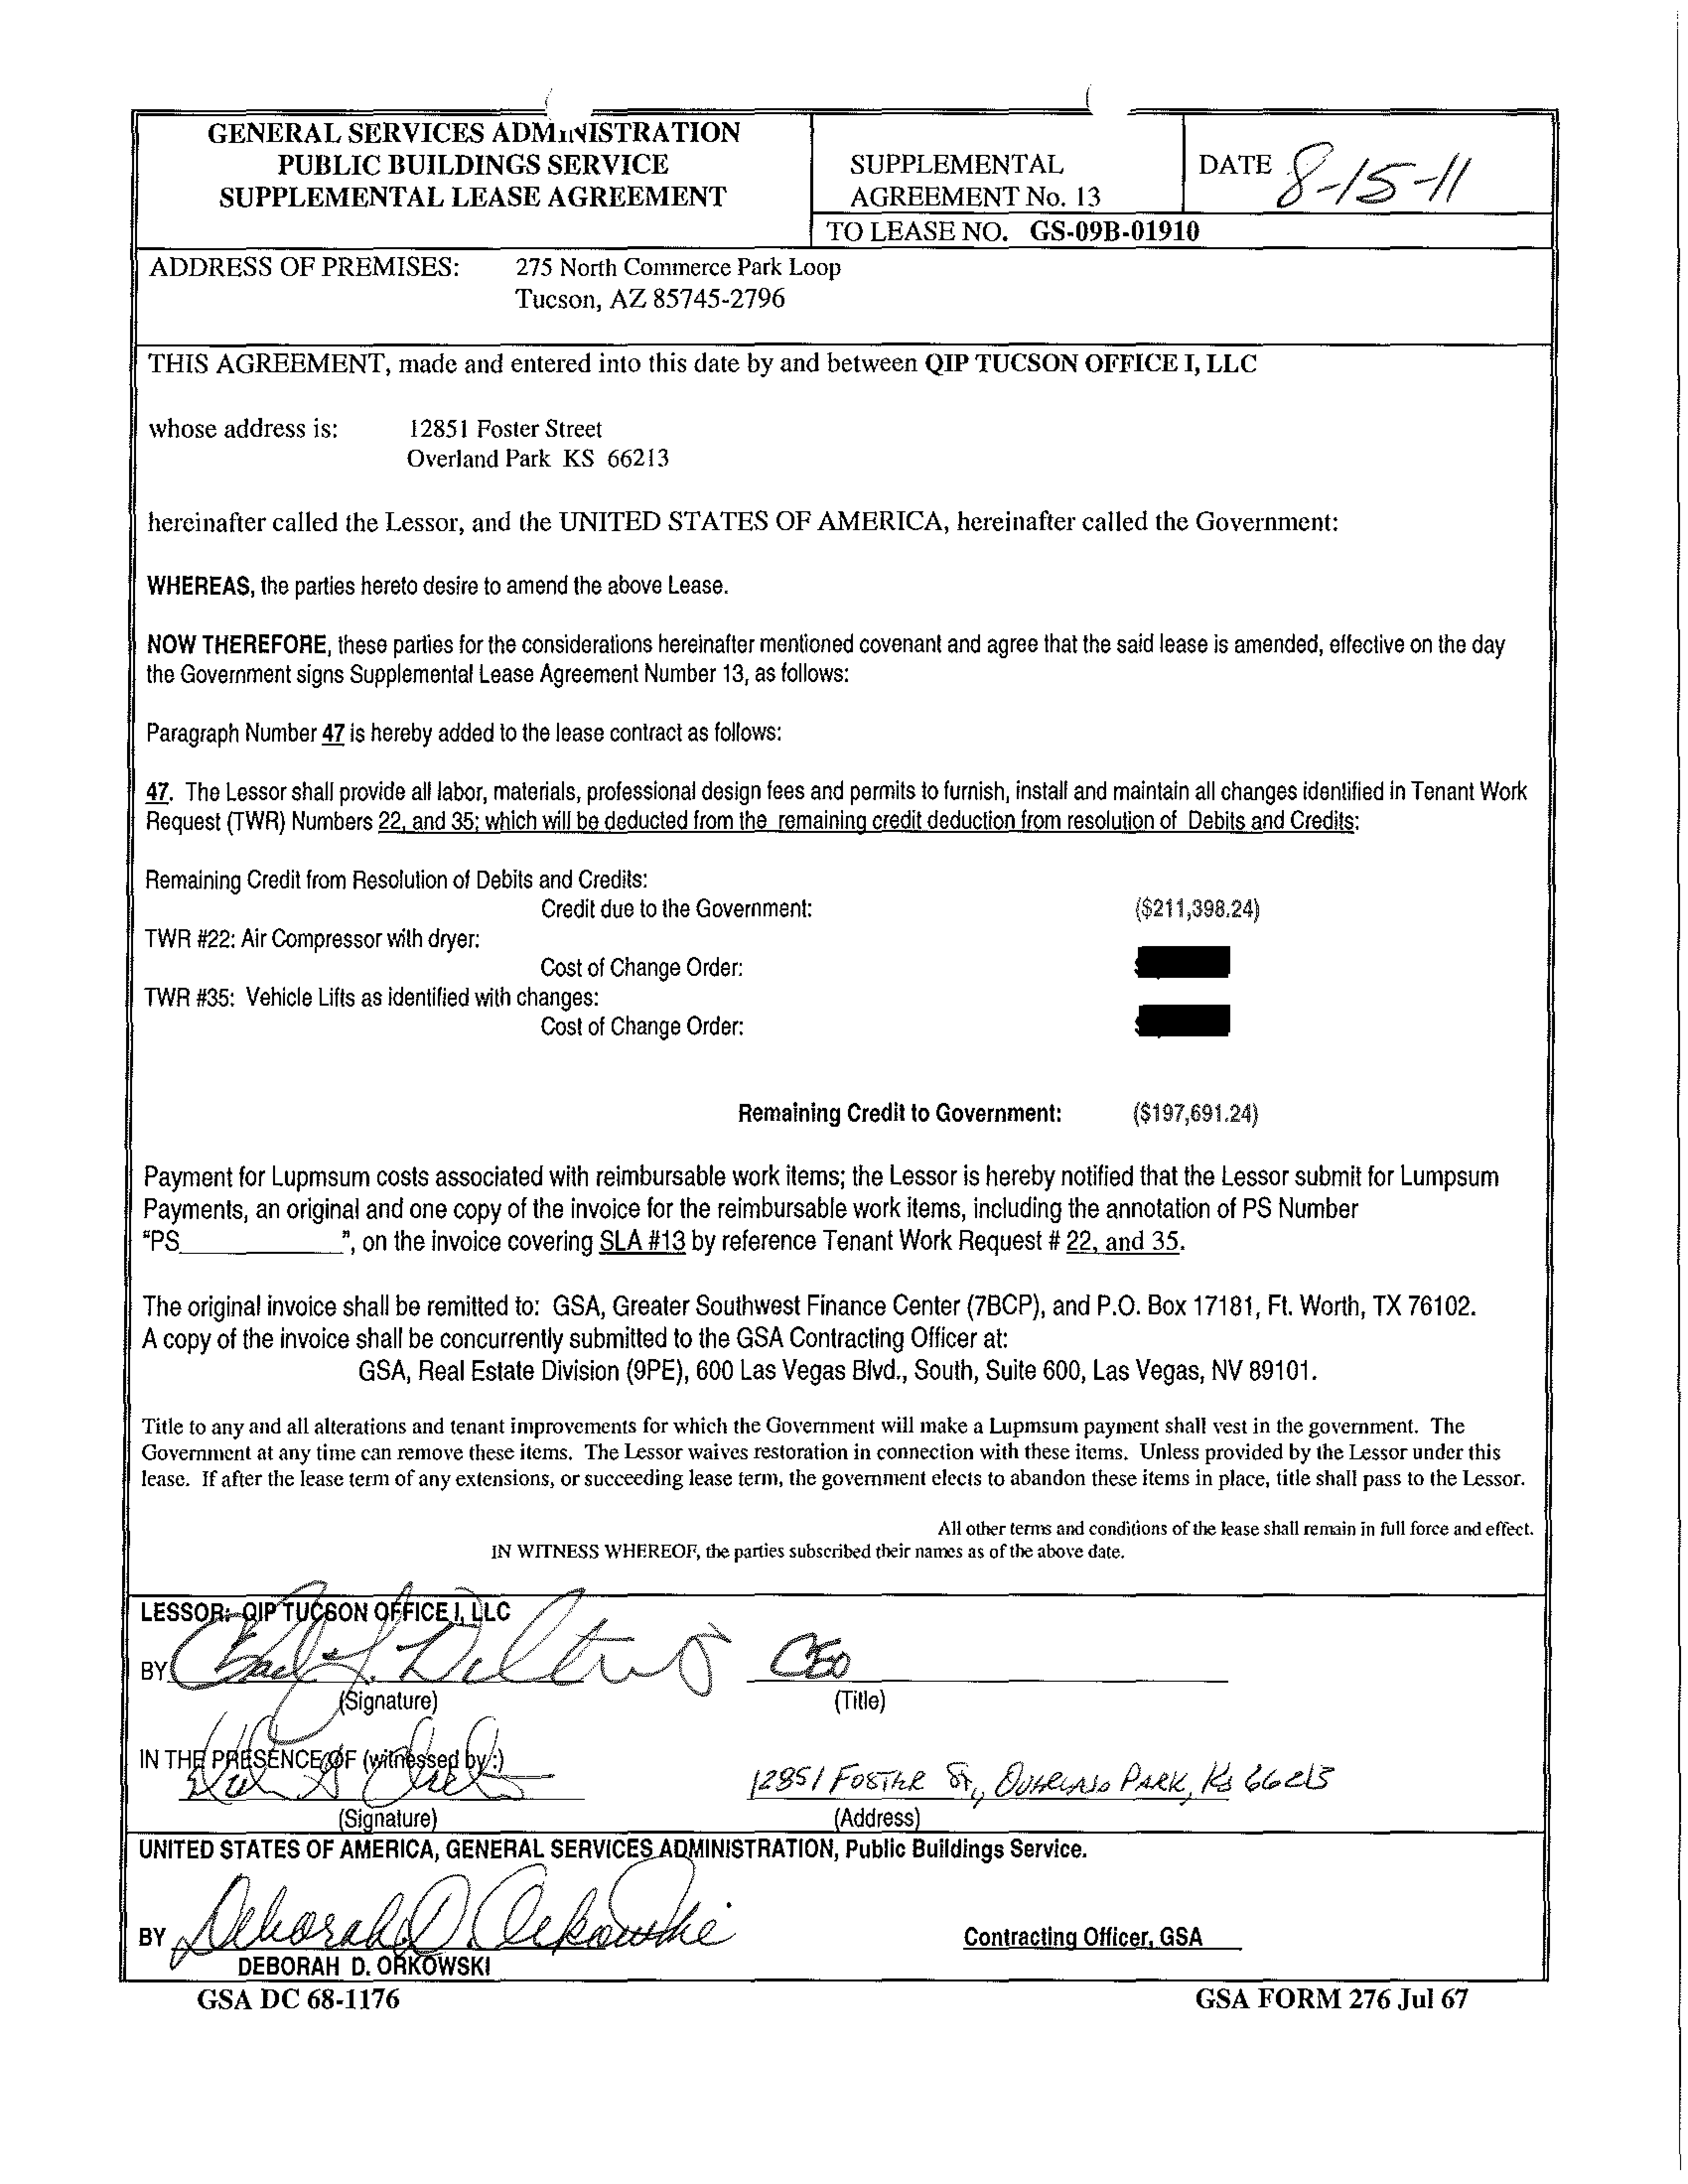 GENERAL SERVICES ADMINISTRATION
PUBLIC BUILDINGS SERVICE
SUPPLEMENTAL LEASE AGREEMENT
SUPPLEMENTAL
AGREEMENT No. 13
DATE 8-15-11
TO LEASE NO. GS-09B-01910
ADDRESS OF PREMISES: 275 North Commerce Park Loop
Tucson, AZ 85745-2796
THIS AGREEMENT, made and entered into this date by and between QIP TUCSON OFFICE I, LLC
whose address is: 12851 Foster Street
Overland Park KS 66213
hereinafter called the Lessor, and the UNITED STATES OF AMERICA, hereinafter called the Government:
WHEREAS, the parties hereto desire to amend the above Lease.
NOW THEREFORE, these parties for the considerations hereinafter mentioned covenant and agree that the said lease is amended, effective on the day
the Government signs Supplemental Lease Agreement Number 13, as follows:
Paragraph Number 47 is hereby added to the lease contract as follows:
47. The Lessor shall provide all labor, materials, professional design fees and permits to furnish, install and maintain all changes identified in Tenant Work
Request (TWR) Numbers 22, and 35; which will be deducted from the remaining credit deduction from resolution of Debits and Credits:
Remaining Credit from Resolution of Debits and Credits:
Credit due to the Government: ($211,398.24)
TWR #22: Air Compressor with dryer:
Cost of Change Order:
TWR #35: Vehicle Lifts as identified with changes:
Cost of Change Order:
Remaining Credit to Government: ($197,691.24)
Payment for Lupmsum costs associated with reimbursable work items; the Lessor is hereby notified that the Lessor submit for Lumpsum
Payments, an original and one copy of the invoice for the reimbursable work items, including the annotation of PS Number
"PS____________", on the invoice covering SLA #13 by reference Tenant Work Request # 22, and 35.
The original invoice shall be remitted to: GSA, Greater Southwest Finance Center (7BCP), and P.O. Box 17181, Ft. Worth, TX 76102.
A copy of the invoice shall be concurrently submitted to the GSA Contracting Officer at:
GSA, Real Estate Division (9PE), 600 Las Vegas Blvd., South, Suite 600, Las Vegas, NV 89101.
Title to any and all alterations and tenant improvements for which the Government will make a Lupmsum payment shall vest in the government. The
Government at any time can remove these items. The Lessor waives restoration in connection with these items. Unless provided by the Lessor under this
lease. If after the lease term of any extensions, or succeeding lease term, the government elects to abandon these items in place, title shall pass to the Lessor.
All other terms and conditions of the lease shall remain in full force and effect.
IN WITNESS WHEREOF, the parties subscribed their names as of the above date.
LESSOR: QIP TUCSON OFFICE I, LLC
BY CEO
(Signature) (Title)
IN THE PRESENCE OF (witnessed by:)
12851 FOSTER ST., OVERLAND PARK, KS 66213
(Signature) (Address)
UNITED STATES OF AMERICA, GENERAL SERVICES ADMINISTRATION, Public Buildings Service.
BY Deborah D. Orkowski Contracting Officer, GSA
DEBORAH D. ORKOWSKI
GSA DC 68-1176 GSA FORM 276 Jul 67